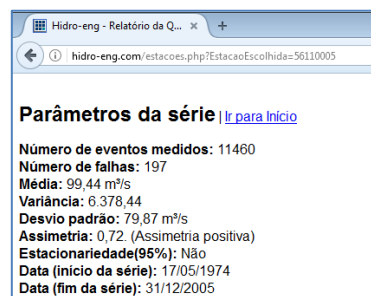 Hidro-eng - Relatório da Q...
hidro-eng.com/estacoes.php?EstacaoEscolhida=56110005
Parâmetros da série | Ir para Início
Número de eventos medidos: 11460
Número de falhas: 197
Média: 99,44 m³/s
Variância: 6.378,44
Desvio padrão: 79,87 m³/s
Assimetria: 0,72. (Assimetria positiva)
Estacionariedade(95%): Não
Data (início da série): 17/05/1974
Data (fim da série): 31/12/2005